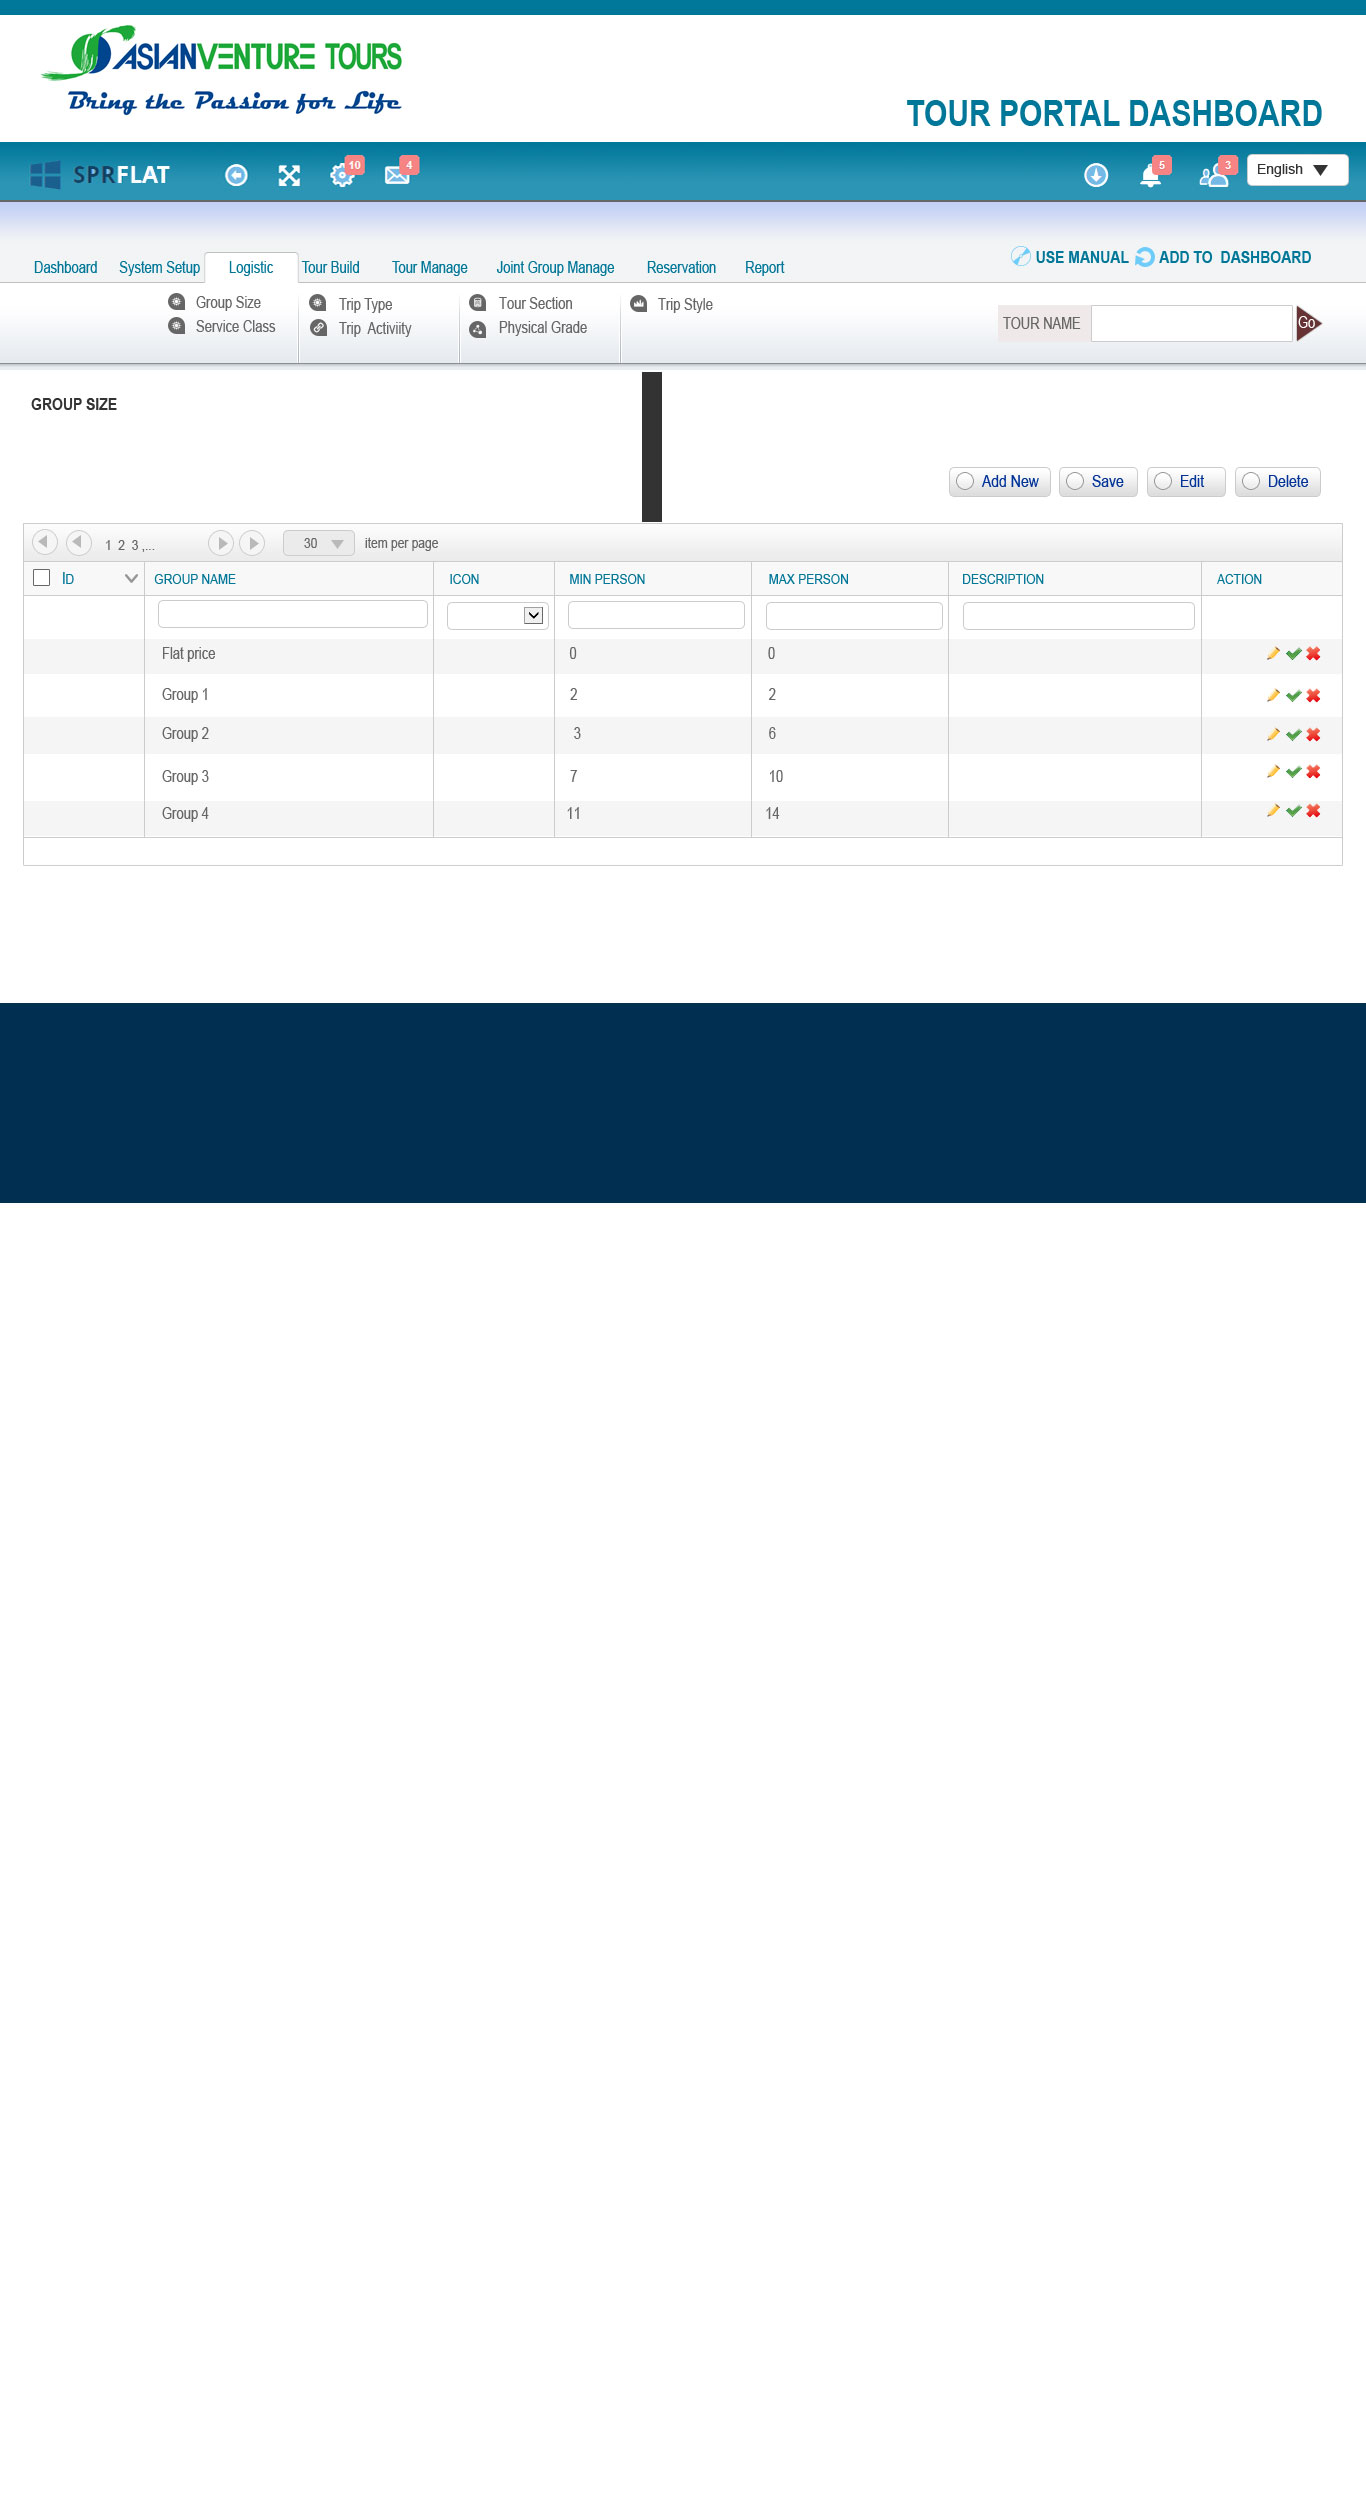 ASIANVENTURE TOURS
Bring the Passion for Life
TOUR PORTAL DASHBOARD
SPRFLAT
10
4
5
3
English
Dashboard System Setup Logistic Tour Build Tour Manage Joint Group Manage Reservation Report
USE MANUAL ADD TO DASHBOARD
Group Size
Service Class
Trip Type
Trip Activiity
Tour Section
Physical Grade
Trip Style
TOUR NAME
Go
GROUP SIZE
Add New Save Edit Delete
1 2 3 ,... 30 item per page
ID GROUP NAME ICON MIN PERSON MAX PERSON DESCRIPTION ACTION
Flat price 0 0
Group 1 2 2
Group 2 3 6
Group 3 7 10
Group 4 11 14